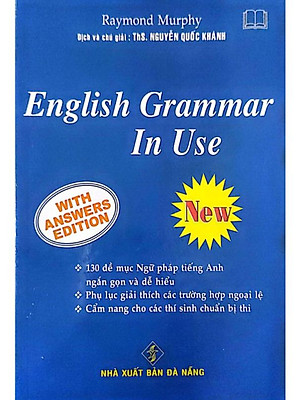 Raymond Murphy
Dịch và chú giải : ThS. NGUYỄN QUỐC KHÁNH
English Grammar
In Use
WITH
ANSWERS
EDITION
New
130 đề mục Ngữ pháp tiếng Anh
ngắn gọn và dễ hiểu
Phụ lục giải thích các trường hợp ngoại lệ
Cẩm nang cho các thí sinh chuẩn bị thi
NHÀ XUẤT BẢN ĐÀ NẴNG